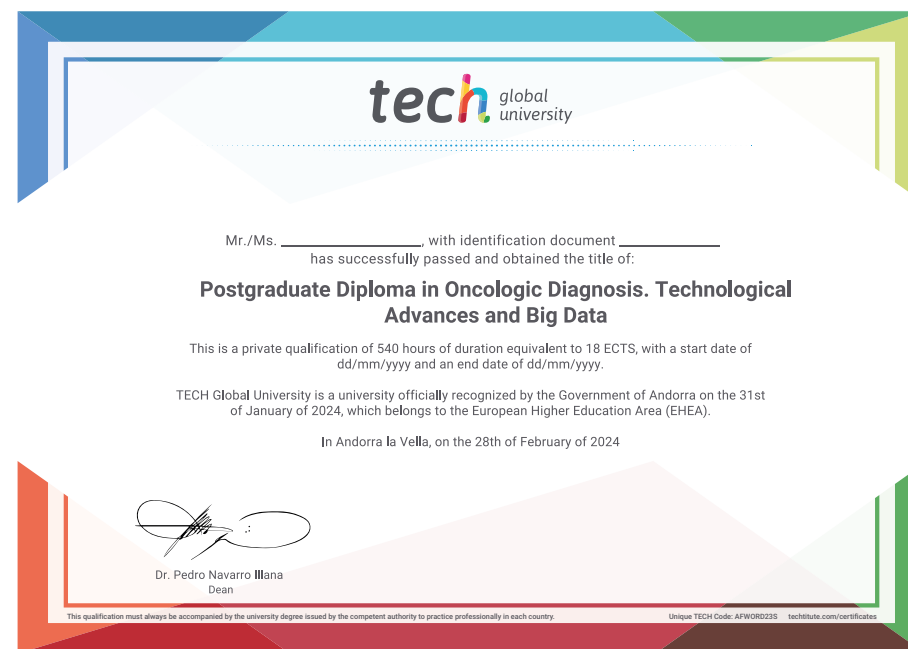 tech global university
Mr./Ms. ____________, with identification document ____________
has successfully passed and obtained the title of:
Postgraduate Diploma in Oncologic Diagnosis. Technological
Advances and Big Data
This is a private qualification of 540 hours of duration equivalent to 18 ECTS, with a start date of
dd/mm/yyyy and an end date of dd/mm/yyyy.
TECH Global University is a university officially recognized by the Government of Andorra on the 31st
of January of 2024, which belongs to the European Higher Education Area (EHEA).
In Andorra la Vella, on the 28th of February of 2024
Dr. Pedro Navarro Illana
Dean
This qualification must always be accompanied by the university degree issued by the competent authority to practice professionally in each country. Unique TECH Code: AFWORD23S techtitute.com/certificates